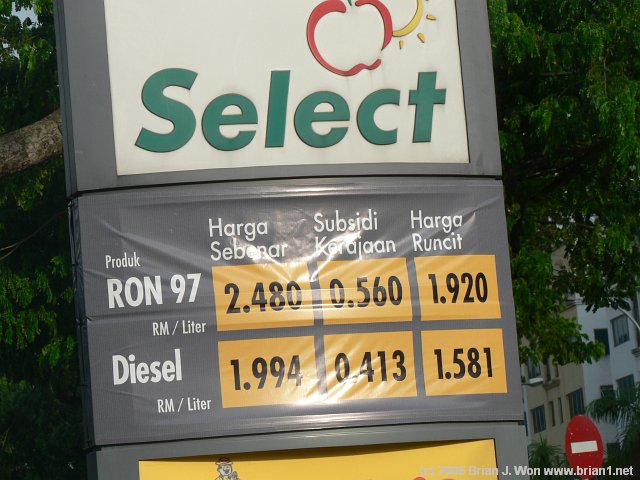 Select
Harga Sebenar
Subsidi Kerajaan
Harga Runcit
Produk
RON 97 2.480 0.560 1.920
RM / Liter
Diesel 1.994 0.413 1.581
RM / Liter
Brian J. Won www.brian1.net